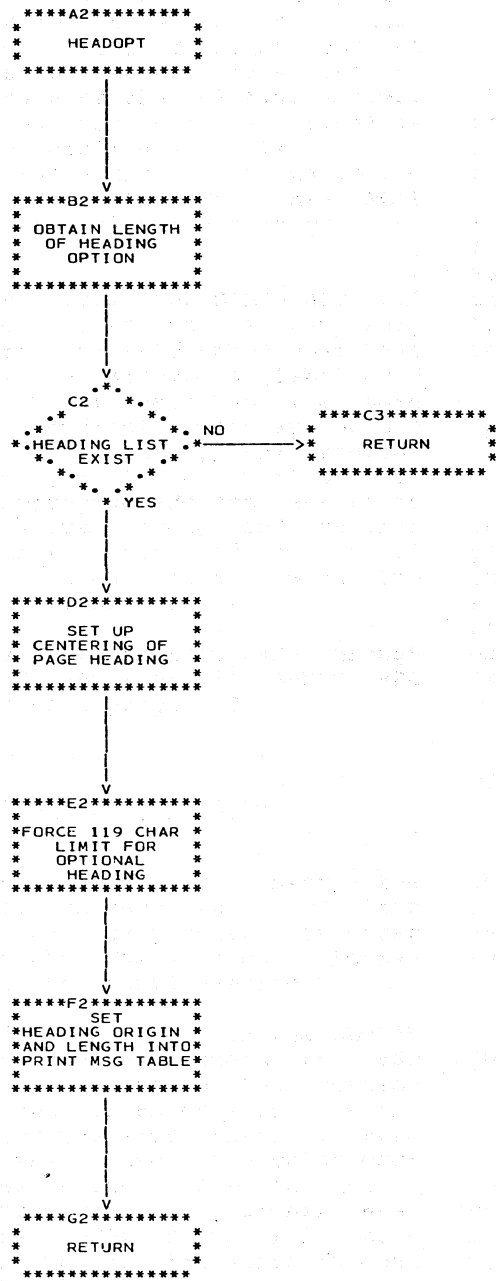 ****A2*********
* HEADOPT *
***************
*****B2**********
* OBTAIN LENGTH *
* OF HEADING *
* OPTION *
*****************
C2
*.HEADING LIST .* NO
EXIST
* YES
****C3*********
* RETURN *
***************
*****D2**********
* SET UP *
* CENTERING OF *
* PAGE HEADING *
*****************
*****E2**********
*FORCE 119 CHAR *
* LIMIT FOR *
* OPTIONAL *
* HEADING *
*****************
*****F2**********
* SET *
*HEADING ORIGIN *
*AND LENGTH INTO*
*PRINT MSG TABLE*
*****************
****G2*********
* RETURN *
***************